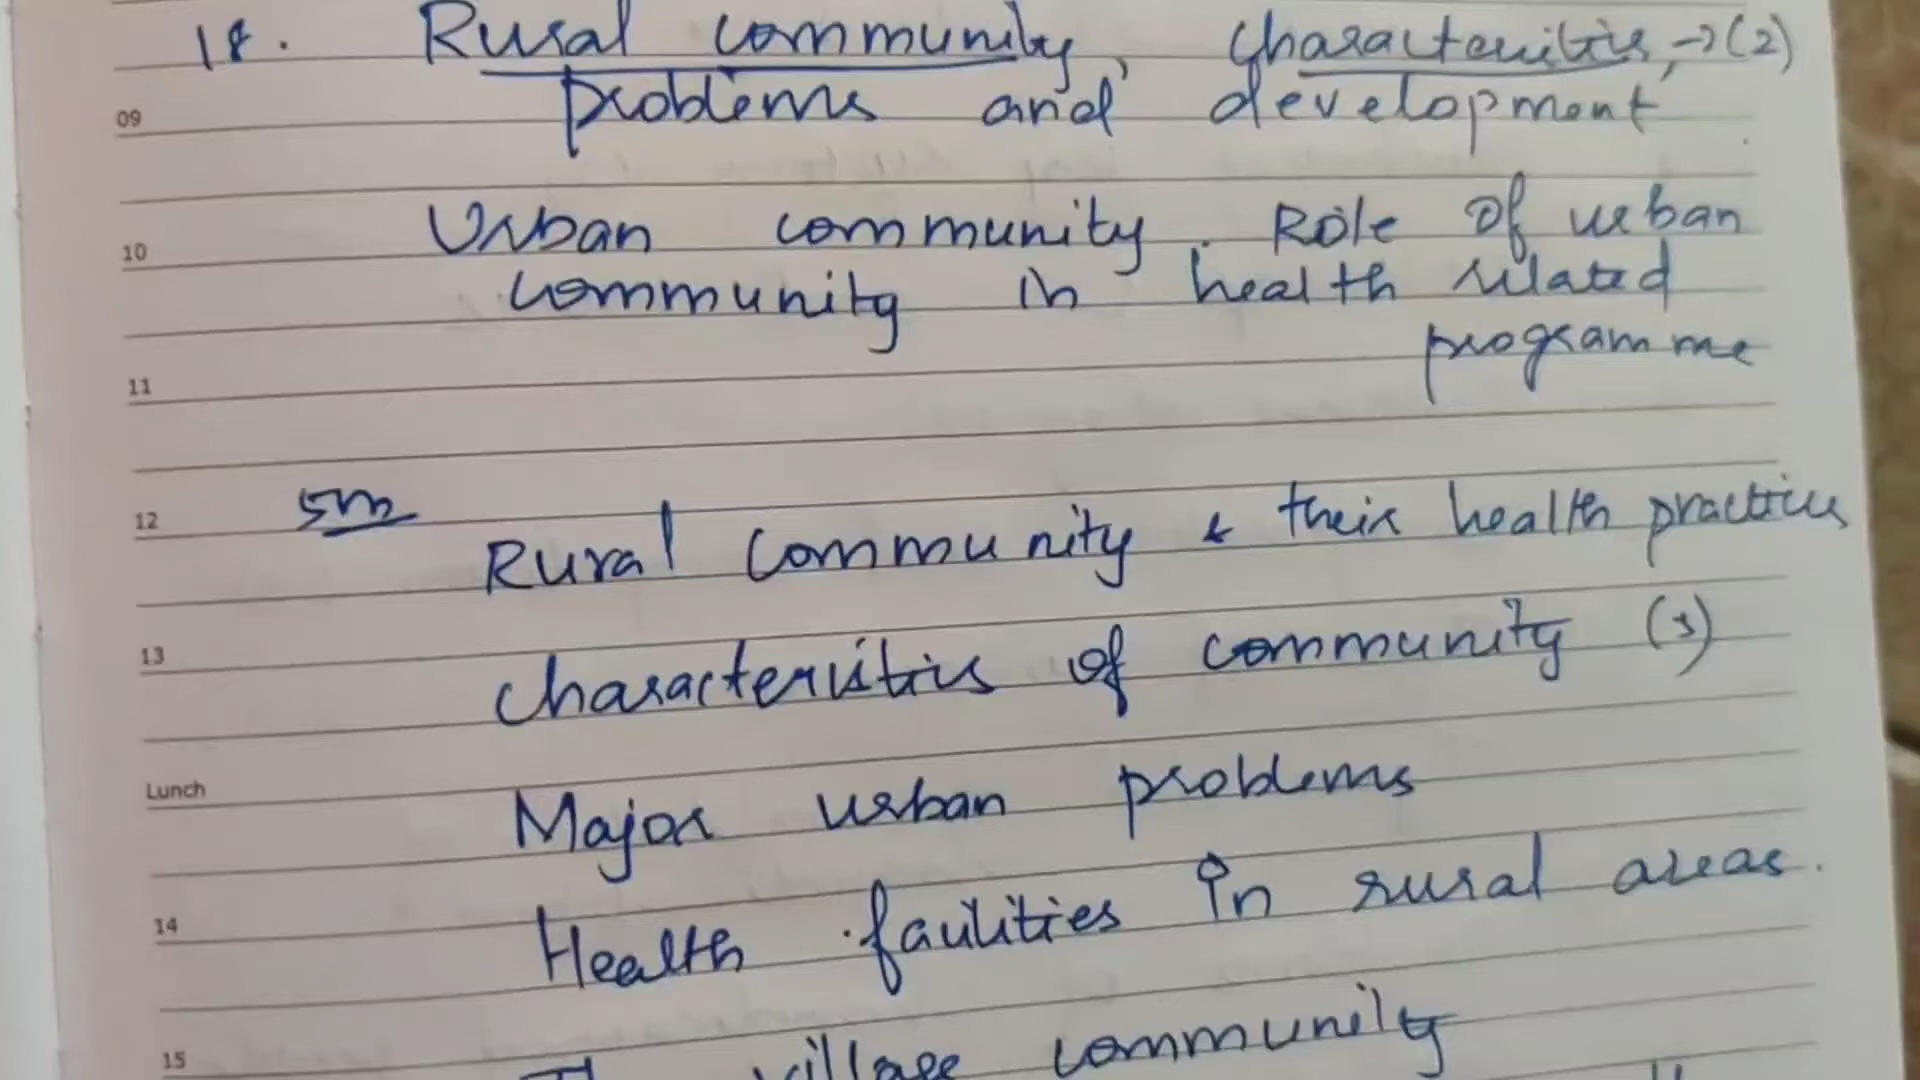 18. Rural community, characteristics, →(2)
problems and development
09
Urban community. Role of urban
10
community in health related
programme
11
5m
12
Rural Community & their health practices
13
Characteristics of community (3)
Lunch
Major urban problems
14
Health facilities in rural areas.
15
village community